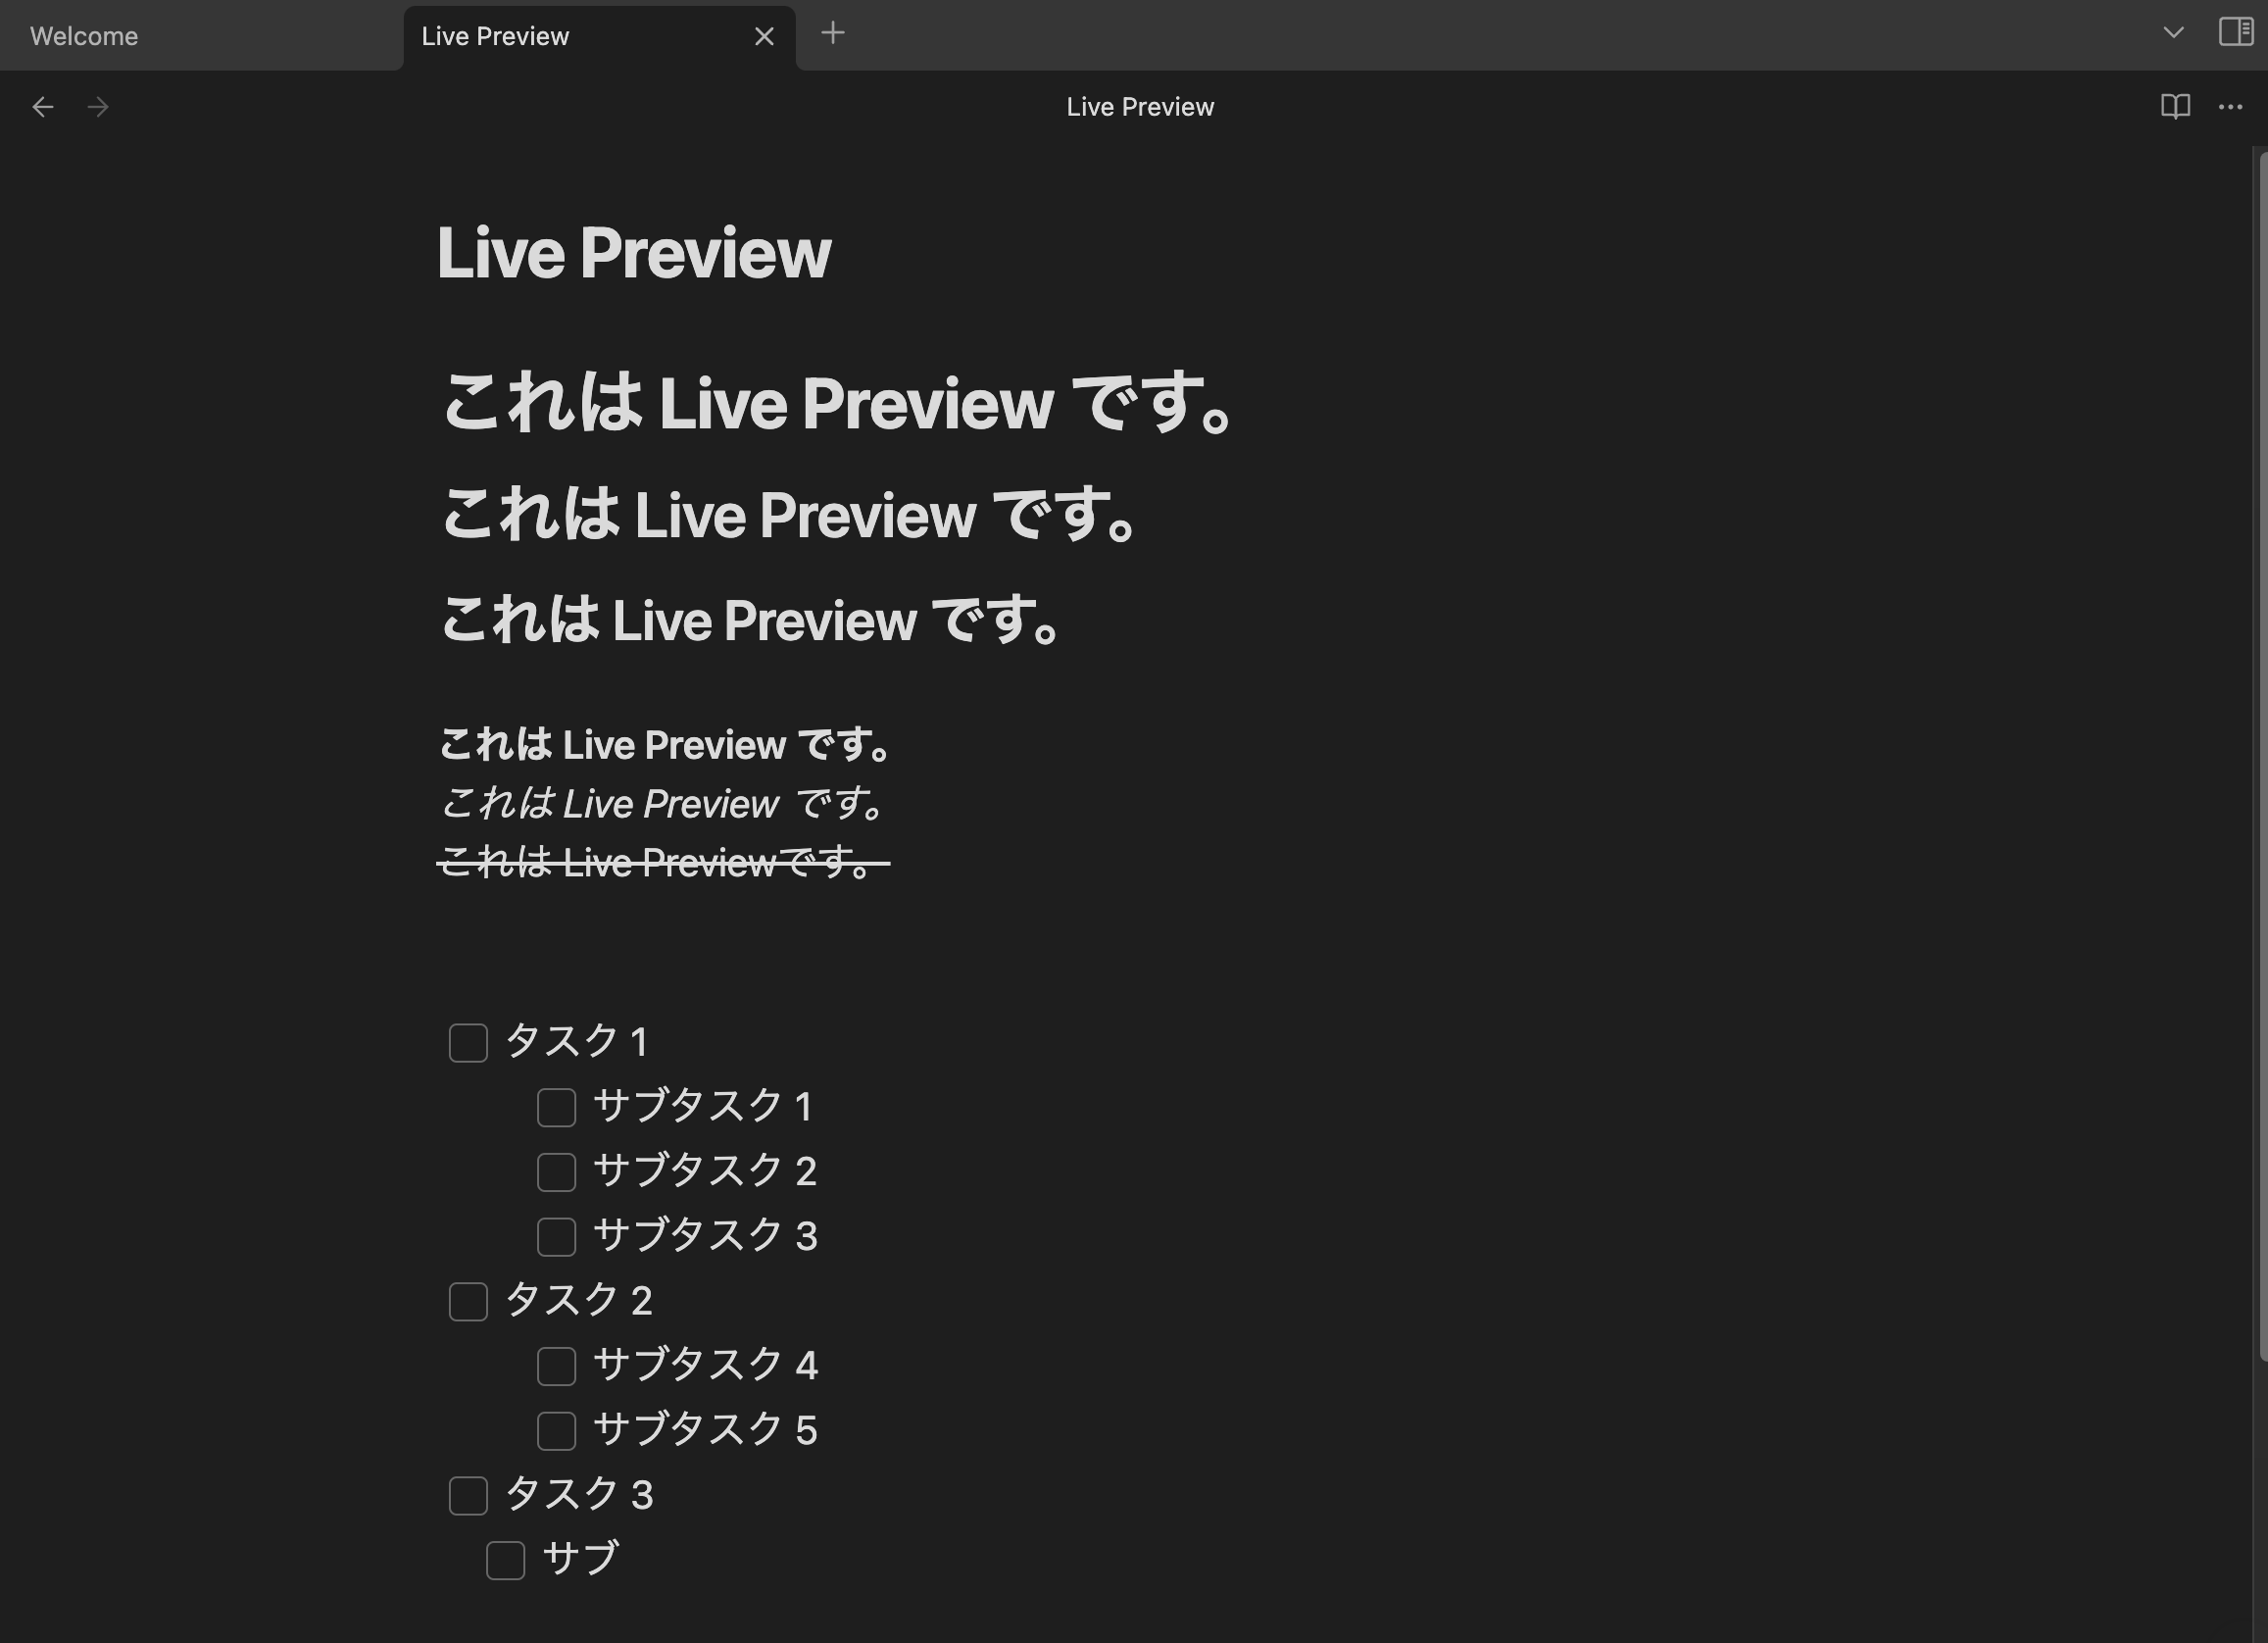 Welcome
Live Preview
Live Preview
Live Preview
これは Live Preview です。
これは Live Preview です。
これは Live Preview です。
これは Live Preview です。
これは Live Preview です。
これは Live Previewです。
タスク 1
サブタスク 1
サブタスク 2
サブタスク 3
タスク 2
サブタスク 4
サブタスク 5
タスク 3
サブ